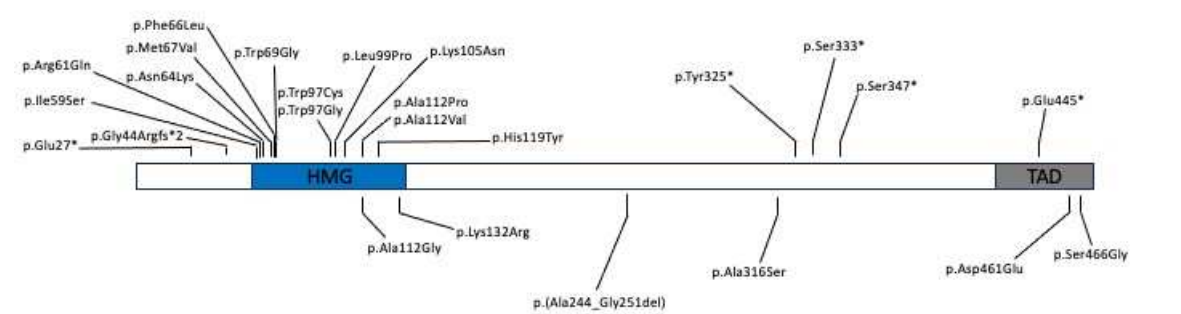 p.Phe66Leu
p.Met67Val
p.Trp69Gly
p.Leu99Pro
p.Lys105Asn
p.Ser333*
p.Arg61Gln
p.Asn64Lys
p.Tyr325*
p.Ser347*
p.Ile59Ser
p.Trp97Cys
p.Trp97Gly
p.Ala112Pro
p.Ala112Val
p.Glu445*
p.Glu27*
p.Gly44Argfs*2
p.His119Tyr
HMG
TAD
p.Ala112Gly
p.Lys132Arg
p.Ala316Ser
p.Asp461Glu
p.Ser466Gly
p.(Ala244_Gly251del)